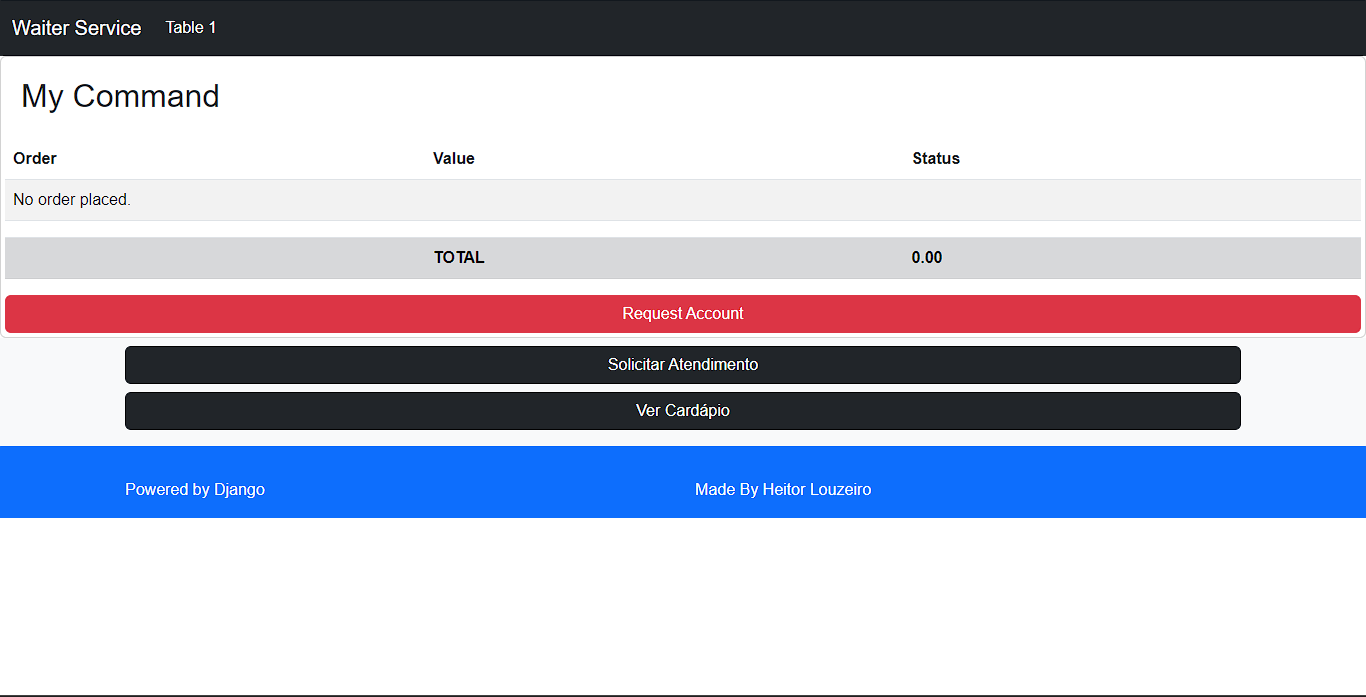 Waiter Service Table 1
My Command
Order Value Status
No order placed.
TOTAL 0.00
Request Account
Solicitar Atendimento
Ver Cardápio
Powered by Django Made By Heitor Louzeiro